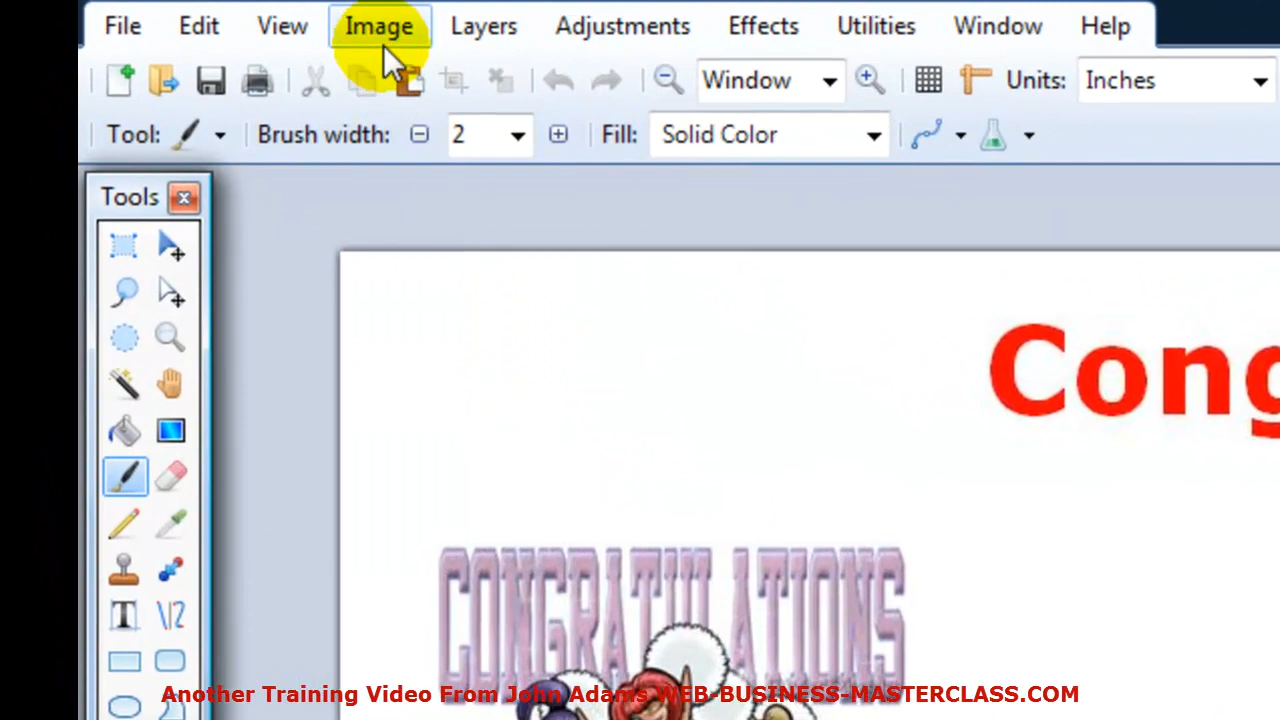 File Edit View Image Layers Adjustments Effects Utilities Window Help
Window Units: Inches
Tool: Brush width: 2 Fill: Solid Color
Tools
Cong
CONGRATULATIONS
Another Training Video From John Adams WEB-BUSINESS-MASTERCLASS.COM